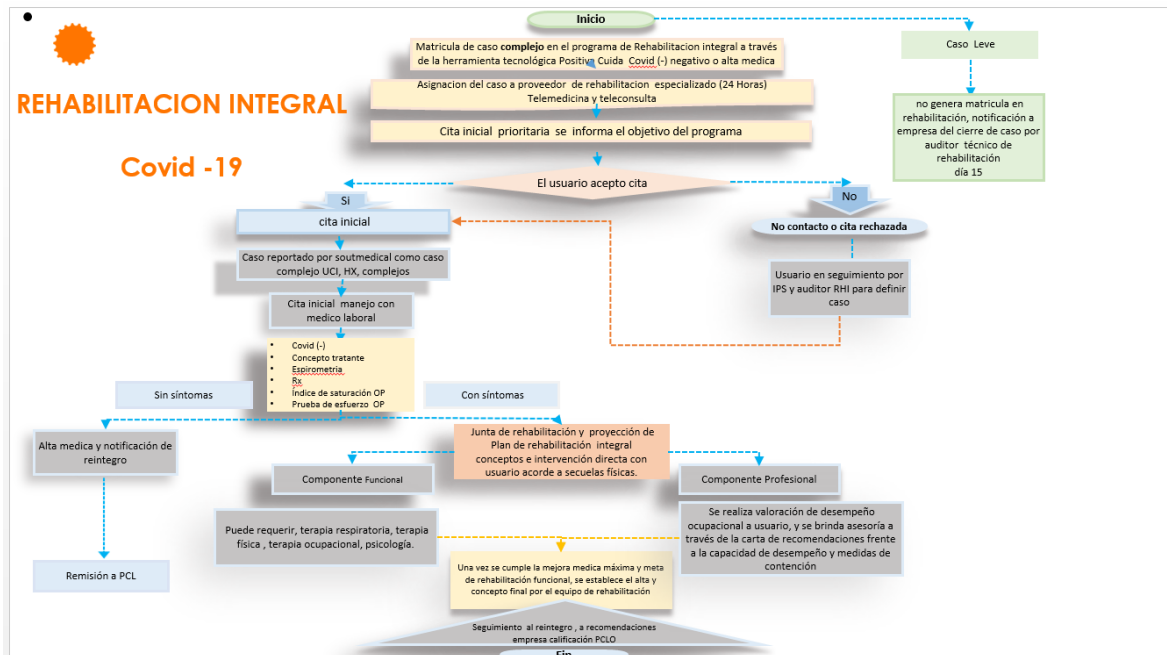 Inicio
Matricula de caso complejo en el programa de Rehabilitacion integral a través
de la herramienta tecnológica Positiva Cuida Covid (-) negativo o alta medica
Caso Leve
Asignacion del caso a proveedor de rehabilitacion especializado (24 Horas)
Telemedicina y teleconsulta
no genera matricula en
rehabilitación, notificación a
empresa del cierre de caso por
auditor técnico de
rehabilitación
día 15
REHABILITACION INTEGRAL
Covid -19
Cita inicial prioritaria se informa el objetivo del programa
El usuario acepto cita
Si
No
cita inicial
No contacto o cita rechazada
Caso reportado por soutmedical como caso
complejo UCI, HX, complejos
Usuario en seguimiento por
IPS y auditor RHI para definir
caso
Cita inicial manejo con
medico laboral
• Covid (-)
• Concepto tratante
• Espirometria
• Rx
• Índice de saturación OP
• Prueba de esfuerzo OP
Sin síntomas
Con síntomas
Alta medica y notificación de
reintegro
Junta de rehabilitación y proyección de
Plan de rehabilitación integral
conceptos e intervención directa con
usuario acorde a secuelas físicas.
Componente Funcional
Componente Profesional
Puede requerir, terapia respiratoria, terapia
física , terapia ocupacional, psicología.
Se realiza valoración de desempeño
ocupacional a usuario, y se brinda asesoría a
través de la carta de recomendaciones frente
a la capacidad de desempeño y medidas de
contención
Remisión a PCL
Una vez se cumple la mejora medica máxima y meta
de rehabilitación funcional, se establece el alta y
concepto final por el equipo de rehabilitación
Seguimiento al reintegro , a recomendaciones
empresa calificación PCLO
Fin